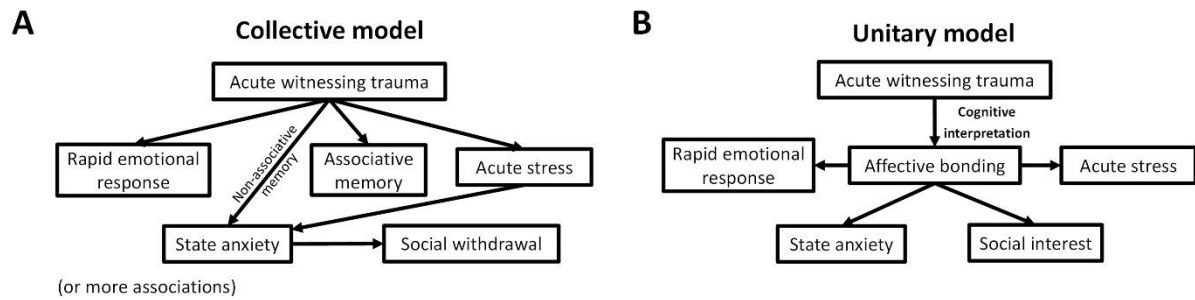 A
Collective model
Acute witnessing trauma
Rapid emotional
response
Non-associative
memory
Associative
memory
Acute stress
State anxiety
Social withdrawal
(or more associations)
B
Unitary model
Acute witnessing trauma
Cognitive
interpretation
Rapid emotional
response
Affective bonding
Acute stress
State anxiety
Social interest